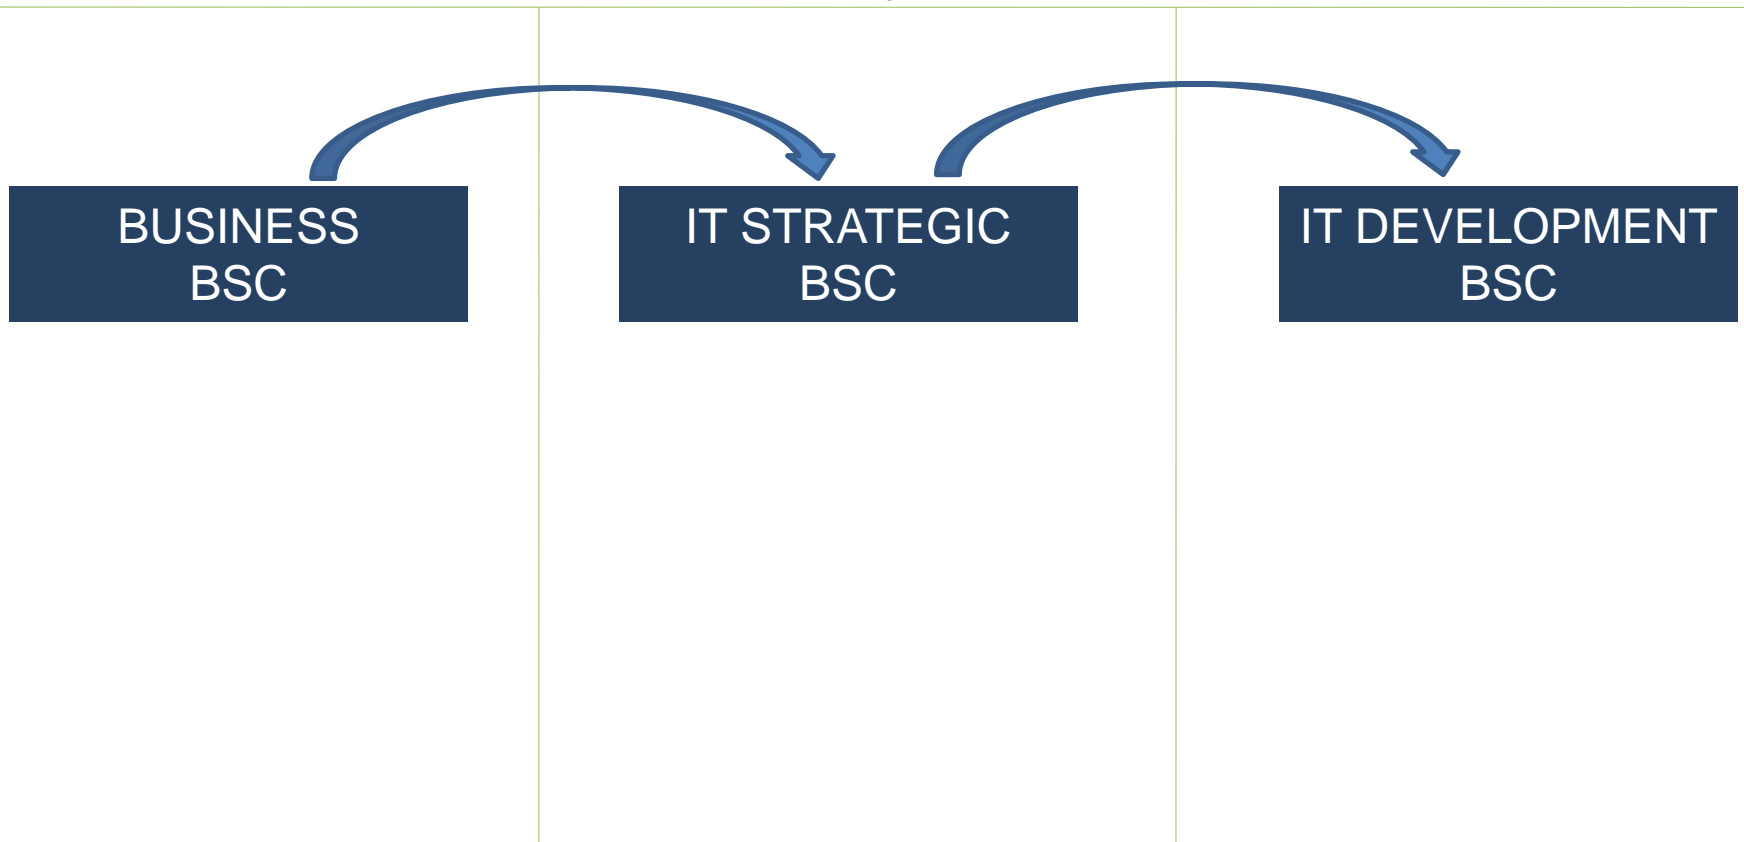 BUSINESS
BSC
IT STRATEGIC
BSC
IT DEVELOPMENT
BSC